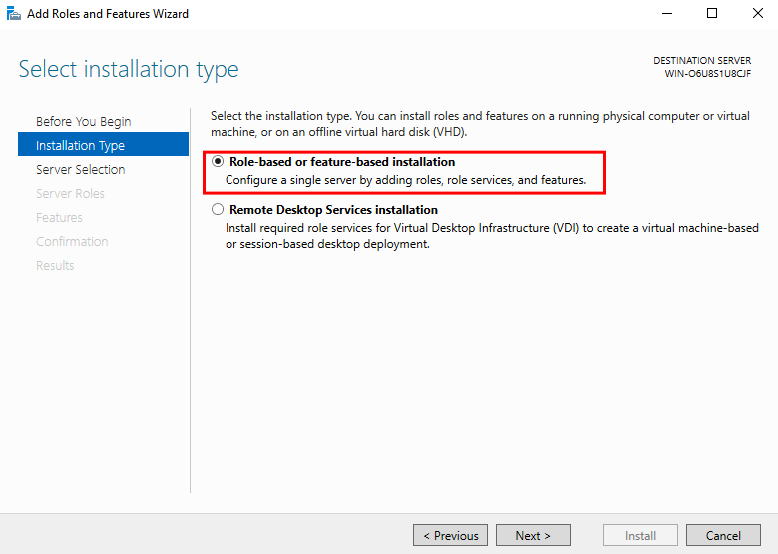 Add Roles and Features Wizard
Select installation type
DESTINATION SERVER
WIN-O6U8S1U8CJF
Before You Begin
Installation Type
Server Selection
Server Roles
Features
Confirmation
Results
Select the installation type. You can install roles and features on a running physical computer or virtual
machine, or on an offline virtual hard disk (VHD).
Role-based or feature-based installation
Configure a single server by adding roles, role services, and features.
Remote Desktop Services installation
Install required role services for Virtual Desktop Infrastructure (VDI) to create a virtual machine-based
or session-based desktop deployment.
< Previous
Next >
Install
Cancel